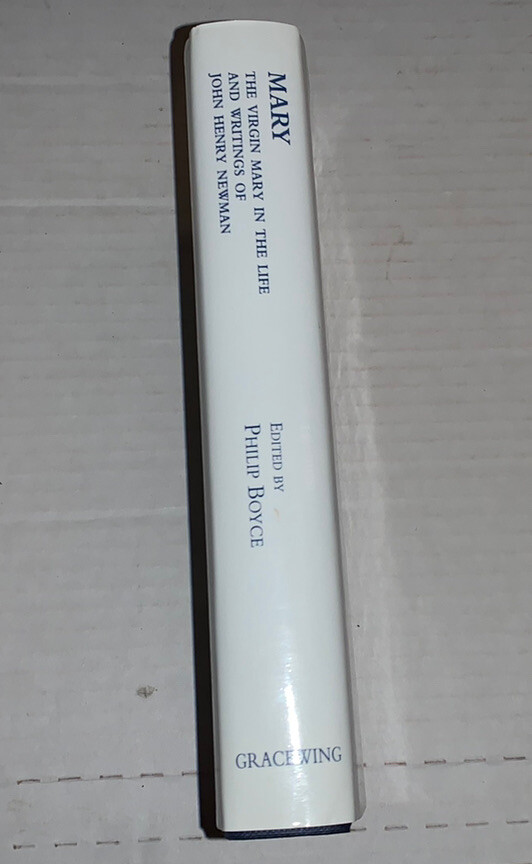 MARY
THE VIRGIN MARY IN THE LIFE
AND WRITINGS OF
JOHN HENRY NEWMAN
EDITED BY
PHILIP BOYCE
GRACEWING